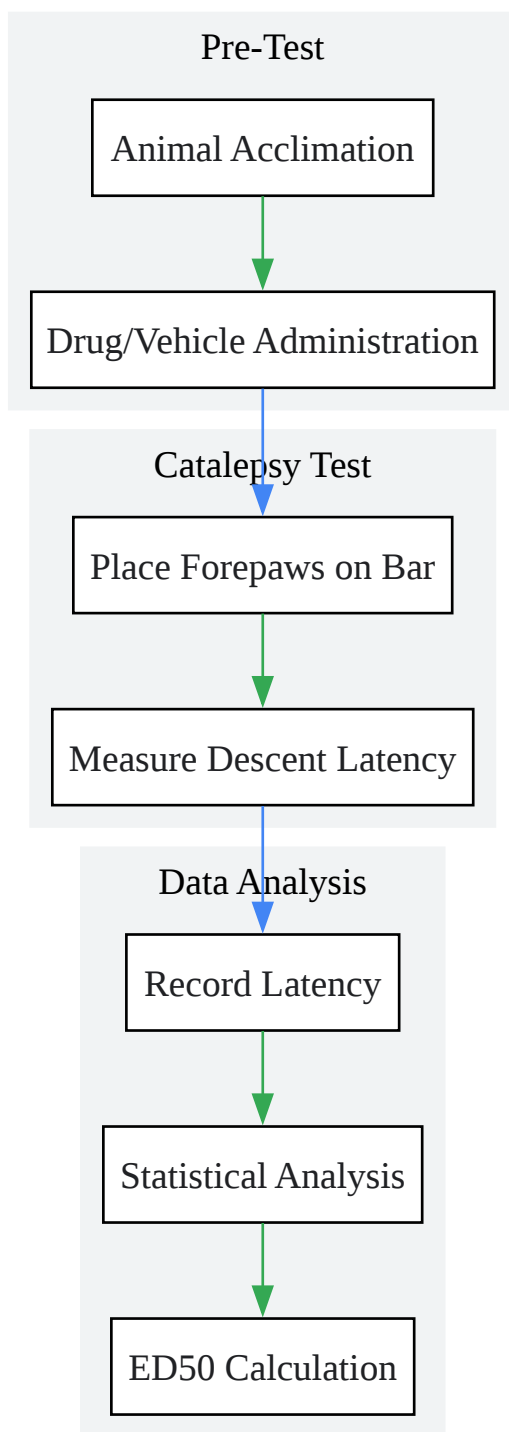 Pre-Test
Animal Acclimation
Drug/Vehicle Administration
Catalepsy Test
Place Forepaws on Bar
Measure Descent Latency
Data Analysis
Record Latency
Statistical Analysis
ED50 Calculation